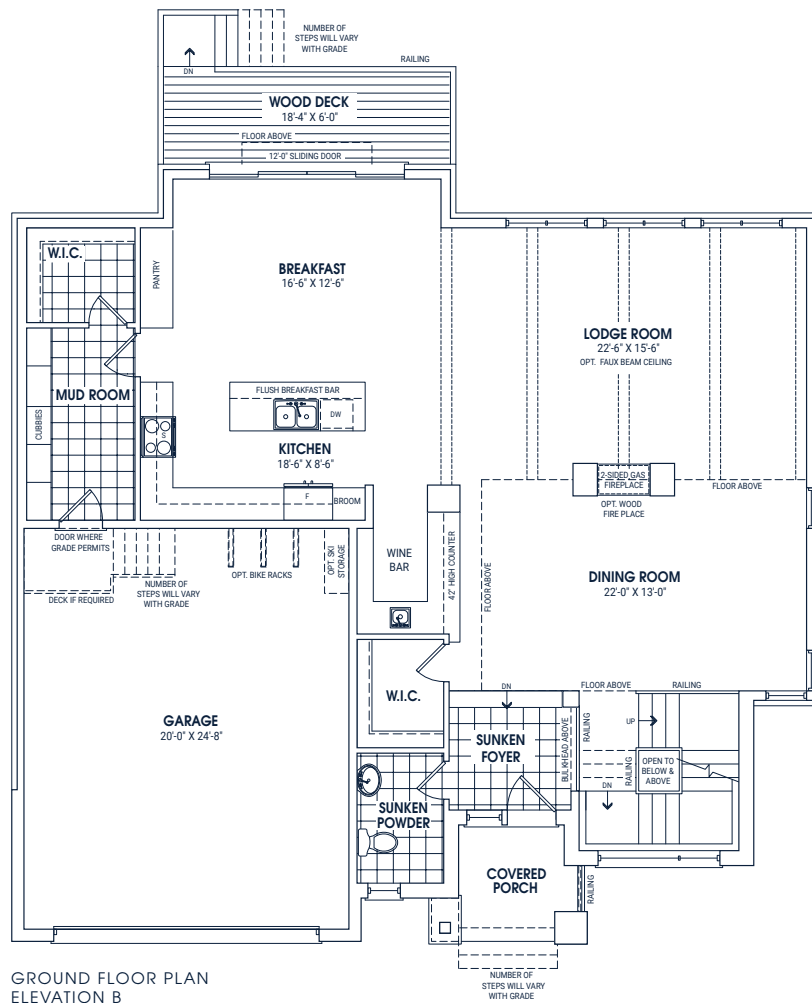 NUMBER OF
STEPS WILL VARY
WITH GRADE
RAILING
DN
WOOD DECK
18'-4" X 6'-0"
FLOOR ABOVE
12'-0" SLIDING DOOR
W.I.C.
PANTRY
BREAKFAST
16'-6" X 12'-6"
LODGE ROOM
22'-6" X 15'-6"
OPT. FAUX BEAM CEILING
MUD ROOM
CUBBIES
FLUSH BREAKFAST BAR
DW
S
KITCHEN
18'-6" X 8'-6"
F
BROOM
2-SIDED GAS
FIREPLACE
FLOOR ABOVE
OPT. WOOD
FIRE PLACE
DOOR WHERE
GRADE PERMITS
DECK IF REQUIRED
NUMBER OF
STEPS WILL VARY
WITH GRADE
OPT. BIKE RACKS
OPT. SKI
STORAGE
WINE
BAR
42' HIGH COUNTER
FLOOR ABOVE
DINING ROOM
22'-0" X 13'-0"
W.I.C.
DN
FLOOR ABOVE
RAILING
GARAGE
20'-0" X 24'-8"
SUNKEN
FOYER
BULKHEAD ABOVE
RAILING
UP
RAILING
OPEN TO
BELOW &
ABOVE
DN
SUNKEN
POWDER
COVERED
PORCH
RAILING
NUMBER OF
STEPS WILL VARY
WITH GRADE
GROUND FLOOR PLAN
ELEVATION B